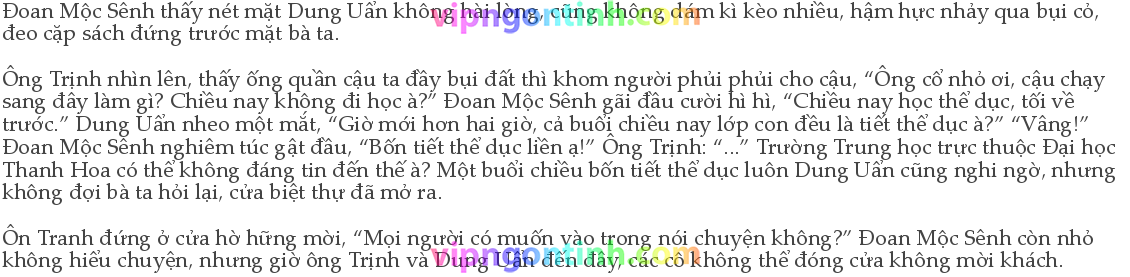 Đoan Mộc Sênh thấy nét mặt Dung Uẩn không hài lòng, cũng không dám kì kèo nhiều, hậm hực nhảy qua bụi cỏ,
đeo cặp sách đứng trước mặt bà ta.
Ông Trịnh nhìn lên, thấy ống quần cậu ta đầy bụi đất thì khom người phủi phủi cho cậu, “Ông cố nhỏ ơi, cậu chạy
sang đây làm gì? Chiều nay không đi học à?” Đoan Mộc Sênh gãi đầu cười hì hì, “Chiều nay học thể dục, tối về
trước.” Dung Uẩn nheo một mắt, “Giờ mới hơn hai giờ, cả buổi chiều nay lớp con đều là tiết thể dục à?” “Vâng!”
Đoan Mộc Sênh nghiêm túc gật đầu, “Bốn tiết thể dục liền ạ!” Ông Trịnh: “...” Trường Trung học trực thuộc Đại học
Thanh Hoa có thể không đáng tin đến thế à? Một buổi chiều bốn tiết thể dục luôn Dung Uẩn cũng nghi ngờ, nhưng
không đợi bà ta hỏi lại, cửa biệt thự đã mở ra.
Ôn Tranh đứng ở cửa hờ hững mời, “Mọi người có muốn vào trong nói chuyện không?” Đoan Mộc Sênh còn nhỏ
không hiểu chuyện, nhưng giờ ông Trịnh và Dung Uẩn đến đây, các cô không thể đóng cửa không mời khách.
vipngontinh.com
vipngontinh.com